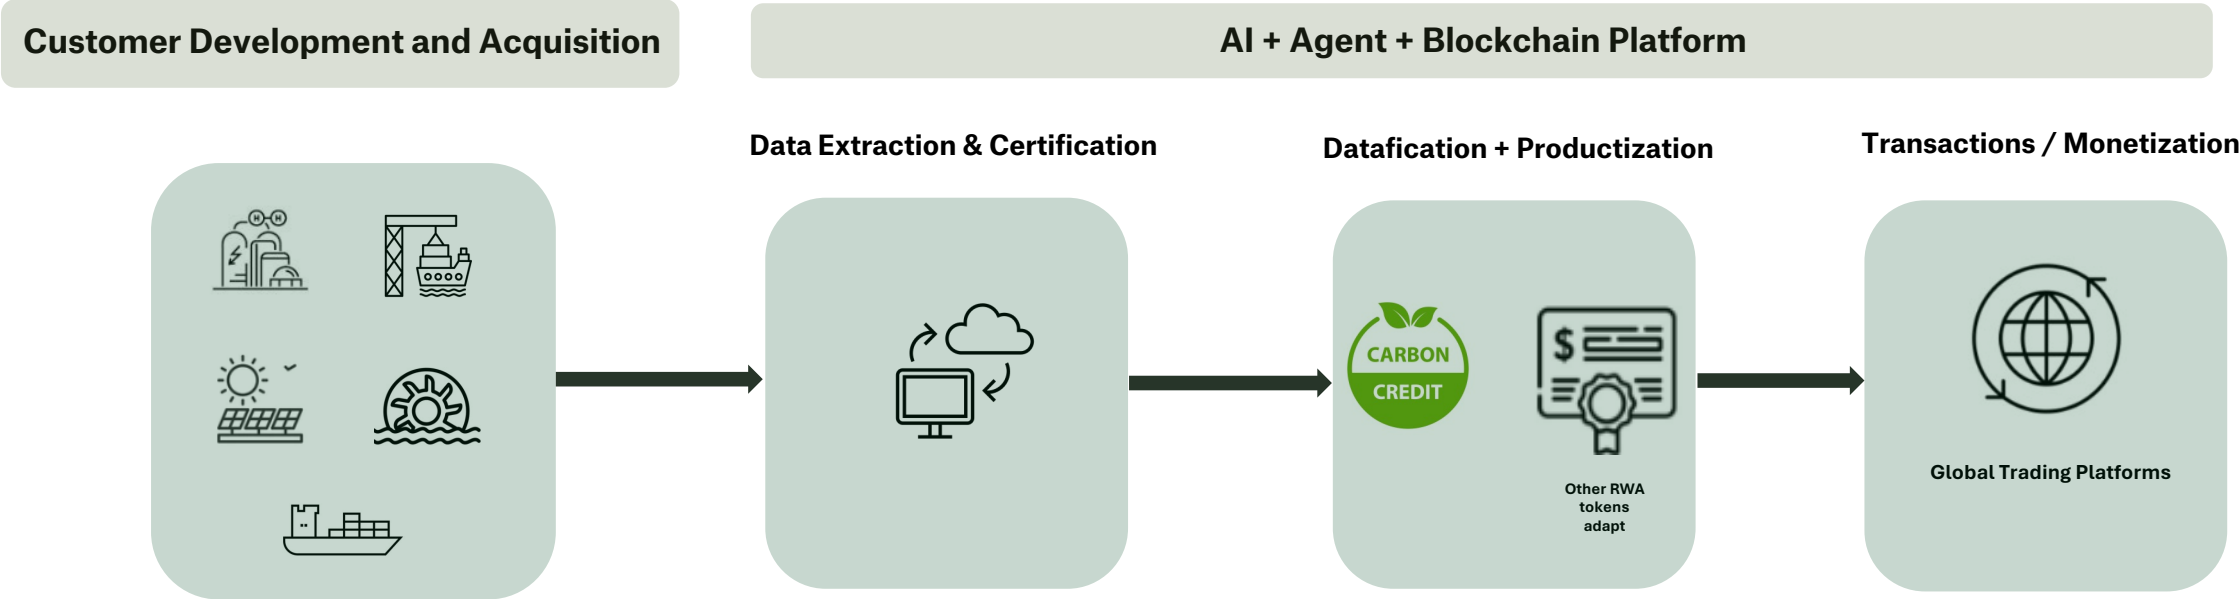 Customer Development and Acquisition
AI + Agent + Blockchain Platform
Data Extraction & Certification
Datafication + Productization
Transactions / Monetization
H H
CARBON
CREDIT
$
Other RWA
tokens
adapt
Global Trading Platforms